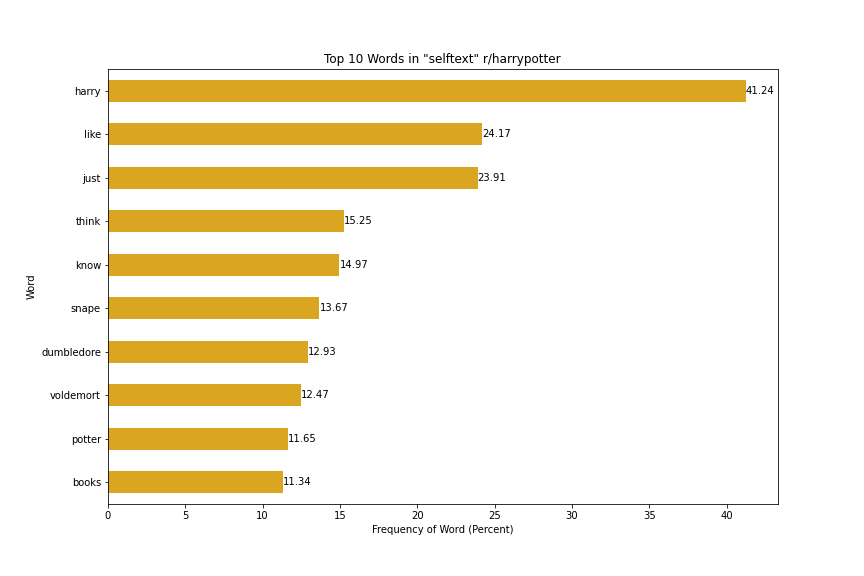 Top 10 Words in "selftext" r/harrypotter
harry 41.24
like 24.17
just 23.91
think 15.25
know 14.97
snape 13.67
dumbledore 12.93
voldemort 12.47
potter 11.65
books 11.34
Word
0 5 10 15 20 25 30 35 40
Frequency of Word (Percent)